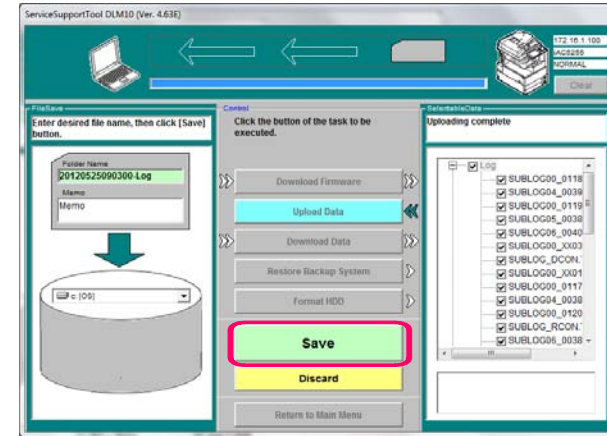 ServiceSupportTool DLM10 (Ver. 4.63E)
172.16.1.100
iAC5255
NORMAL
Clear
FileSave
Enter desired file name, then click [Save]
button.
Folder Name
20120525090300-Log
Memo
Memo
c: [OS]
Control
Click the button of the task to be
executed.
Download Firmware
Upload Data
Download Data
Restore Backup System
Format HDD
Save
Discard
Return to Main Menu
SelectableData
Uploading complete
Log
SUBLOG00_0118
SUBLOG04_0039
SUBLOG00_0119
SUBLOG05_0038
SUBLOG06_0040
SUBLOG00_XX03
SUBLOG_DCON.
SUBLOG00_XX01
SUBLOG00_0117
SUBLOG04_0038
SUBLOG00_0120
SUBLOG_RCON.
SUBLOG06_0038